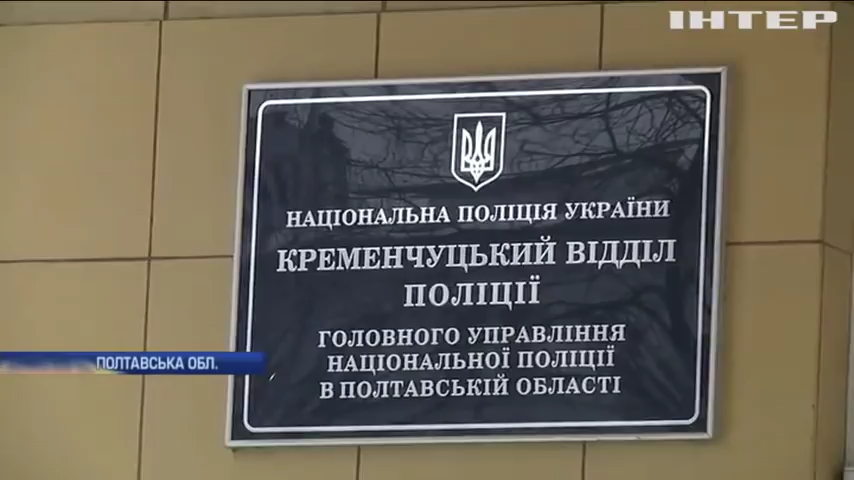 ІНТЕР
НАЦІОНАЛЬНА ПОЛІЦІЯ УКРАЇНИ
КРЕМЕНЧУЦЬКИЙ ВІДДІЛ
ПОЛІЦІЇ
ГОЛОВНОГО УПРАВЛІННЯ
НАЦІОНАЛЬНОЇ ПОЛІЦІЇ
В ПОЛТАВСЬКІЙ ОБЛАСТІ
ПОЛТАВСЬКА ОБЛ.